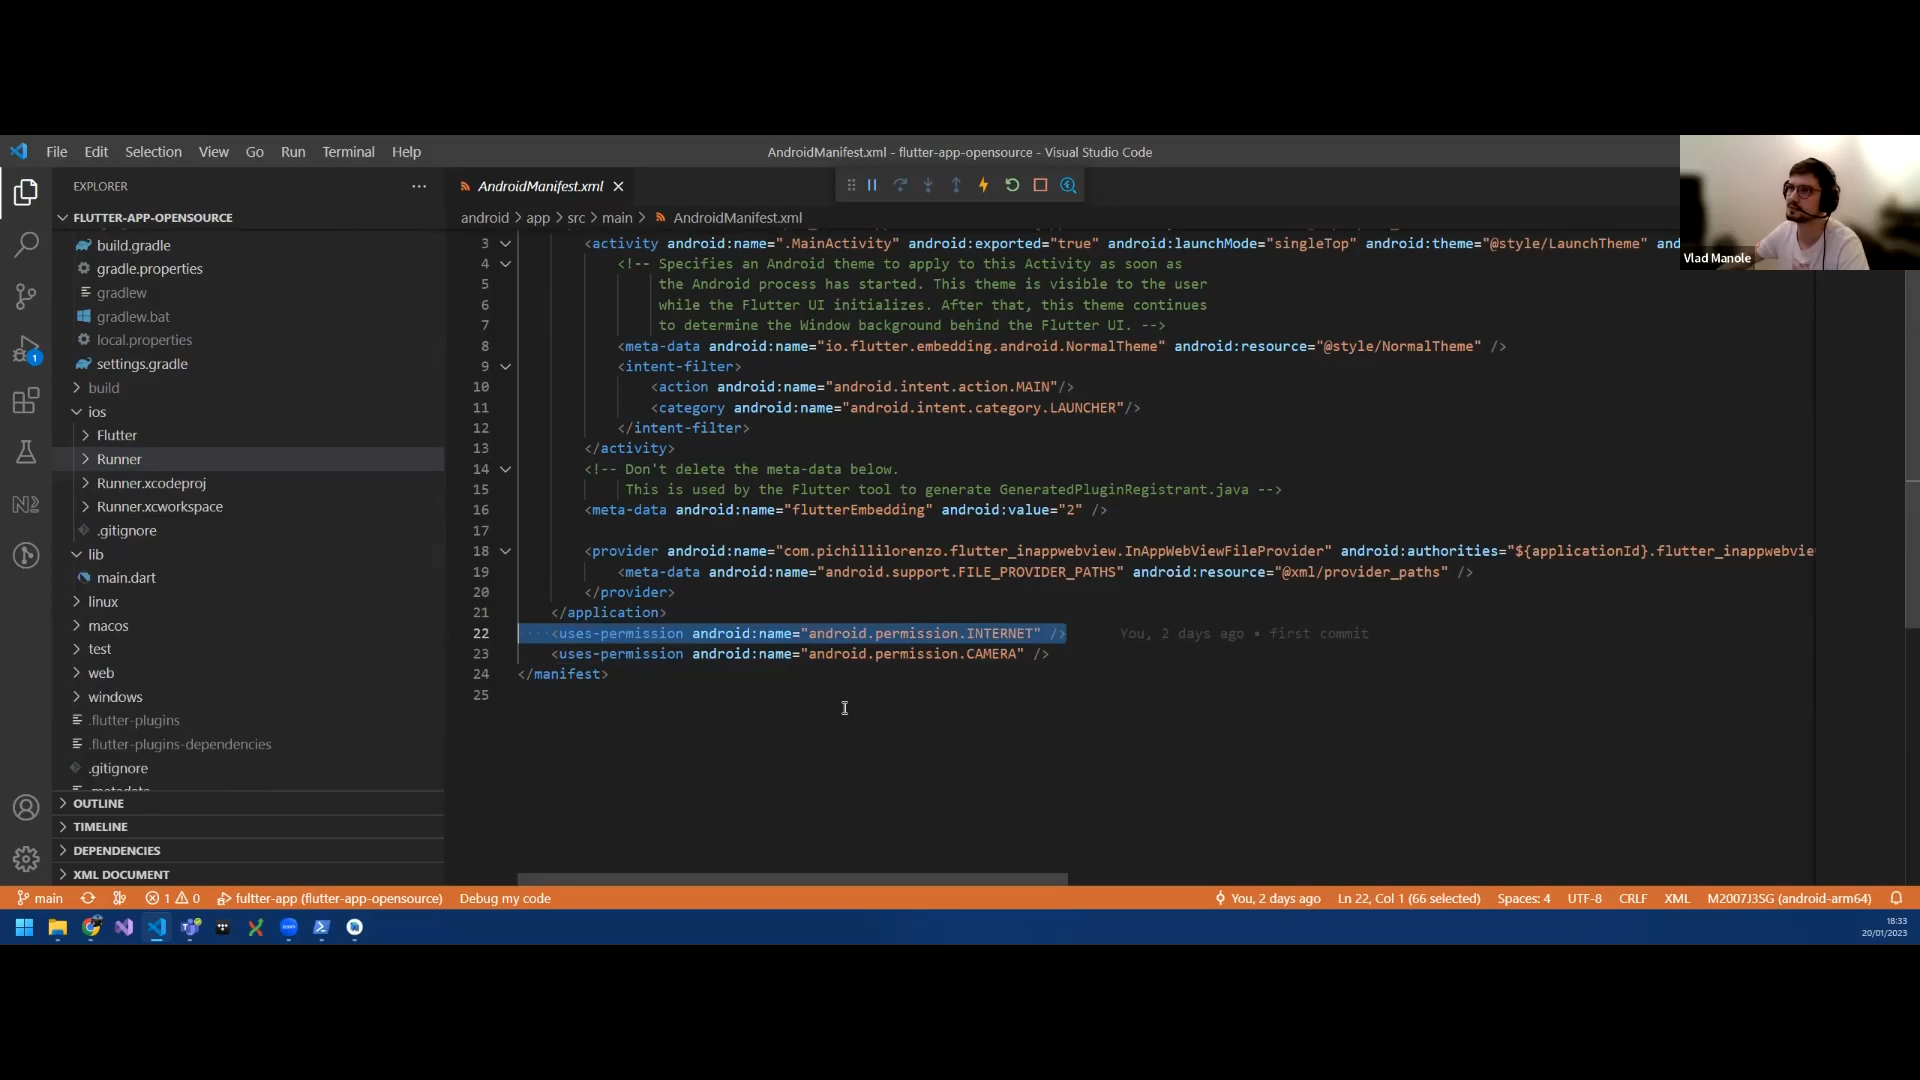 File Edit Selection View Go Run Terminal Help
AndroidManifest.xml - flutter-app-opensource - Visual Studio Code
Vlad Manole
EXPLORER
FLUTTER-APP-OPENSOURCE
build.gradle
gradle.properties
gradlew
gradlew.bat
local.properties
settings.gradle
build
ios
Flutter
Runner
Runner.xcodeproj
Runner.xcworkspace
.gitignore
lib
main.dart
linux
macos
test
web
windows
.flutter-plugins
.flutter-plugins-dependencies
.gitignore
OUTLINE
TIMELINE
DEPENDENCIES
XML DOCUMENT
1
AndroidManifest.xml
android > app > src > main > AndroidManifest.xml
3 <activity android:name=".MainActivity" android:exported="true" android:launchMode="singleTop" android:theme="@style/LaunchTheme"
4 <!-- Specifies an Android theme to apply to this Activity as soon as
5 the Android process has started. This theme is visible to the user
6 while the Flutter UI initializes. After that, this theme continues
7 to determine the Window background behind the Flutter UI. -->
8 <meta-data android:name="io.flutter.embedding.android.NormalTheme" android:resource="@style/NormalTheme" />
9 <intent-filter>
10 <action android:name="android.intent.action.MAIN"/>
11 <category android:name="android.intent.category.LAUNCHER"/>
12 </intent-filter>
13 </activity>
14 <!-- Don't delete the meta-data below.
15 This is used by the Flutter tool to generate GeneratedPluginRegistrant.java -->
16 <meta-data android:name="flutterEmbedding" android:value="2" />
17
18 <provider android:name="com.pichillilorenzo.flutter_inappwebview.InAppWebViewFileProvider" android:authorities="${applicationId}.flutter_inappwebvie
19 <meta-data android:name="android.support.FILE_PROVIDER_PATHS" android:resource="@xml/provider_paths" />
20 </provider>
21 </application>
22 <uses-permission android:name="android.permission.INTERNET" /> You, 2 days ago • first commit
23 <uses-permission android:name="android.permission.CAMERA" />
24 </manifest>
25
main 1 0 fultter-app (flutter-app-opensource) Debug my code You, 2 days ago Ln 22, Col 1 (66 selected) Spaces: 4 UTF-8 CRLF XML M2007J3SG (android-arm64)
18:33
20/01/2023